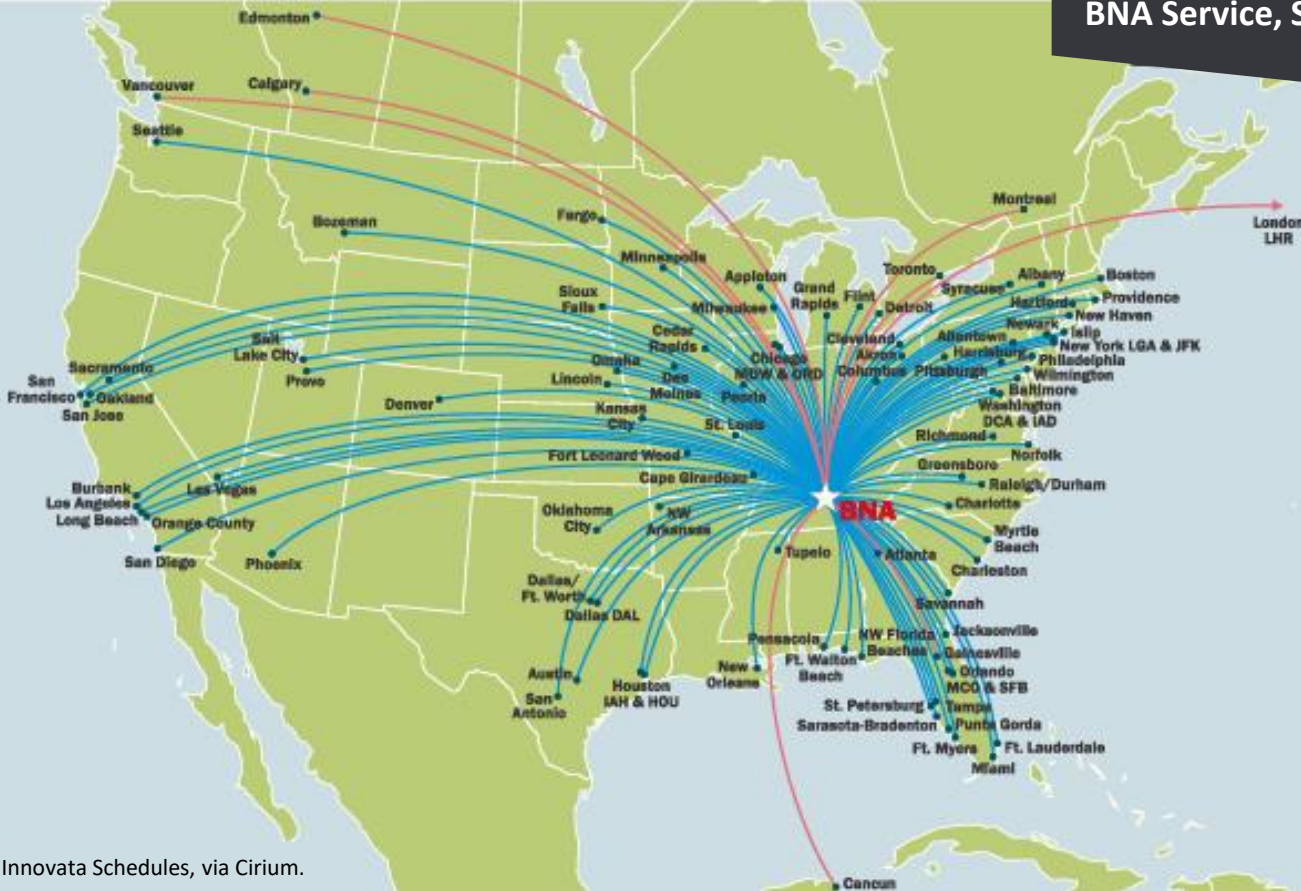 BNA Service, S
Edmonton
Vancouver
Calgary
Seattle
Bozeman
Fargo
Minneapolis
Appleton
Grand
Rapids
Flint
Toronto
Montreal
London
LHR
Syracuse
Albany
Boston
Sioux
Falls
Milwaukee
Detroit
Hartford
Providence
New Haven
Cedar
Rapids
Cleveland
Allentown
Newark
Islip
New York LGA & JFK
Salt
Lake City
Provo
Omaha
Lincoln
Des
Moines
Chicago
MDW & ORD
Peoria
Akron
Columbus
Pittsburgh
Harrisburg
Philadelphia
Wilmington
Baltimore
Washington
DCA & IAD
Sacramento
San
Francisco
Oakland
San Jose
Denver
Kansas
City
St. Louis
Richmond
Norfolk
Fort Leonard Wood
Cape Girardeau
Greensboro
Raleigh/Durham
Charlotte
Burbank
Los Angeles
Long Beach
Orange County
Las Vegas
San Diego
Phoenix
Oklahoma
City
NW
Arkansas
BNA
Myrtle
Beach
Charleston
Tupelo
Atlanta
Savannah
Dallas/
Ft. Worth
Dallas DAL
Pensacola
Ft. Walton
Beach
NW Florida
Beaches
Jacksonville
Gainesville
Orlando
MCO & SFB
New
Orleans
Austin
San
Antonio
Houston
IAH & HOU
St. Petersburg
Tampa
Sarasota-Bradenton
Punta Gorda
Ft. Myers
Ft. Lauderdale
Miami
Cancun
Innovata Schedules, via Cirium.